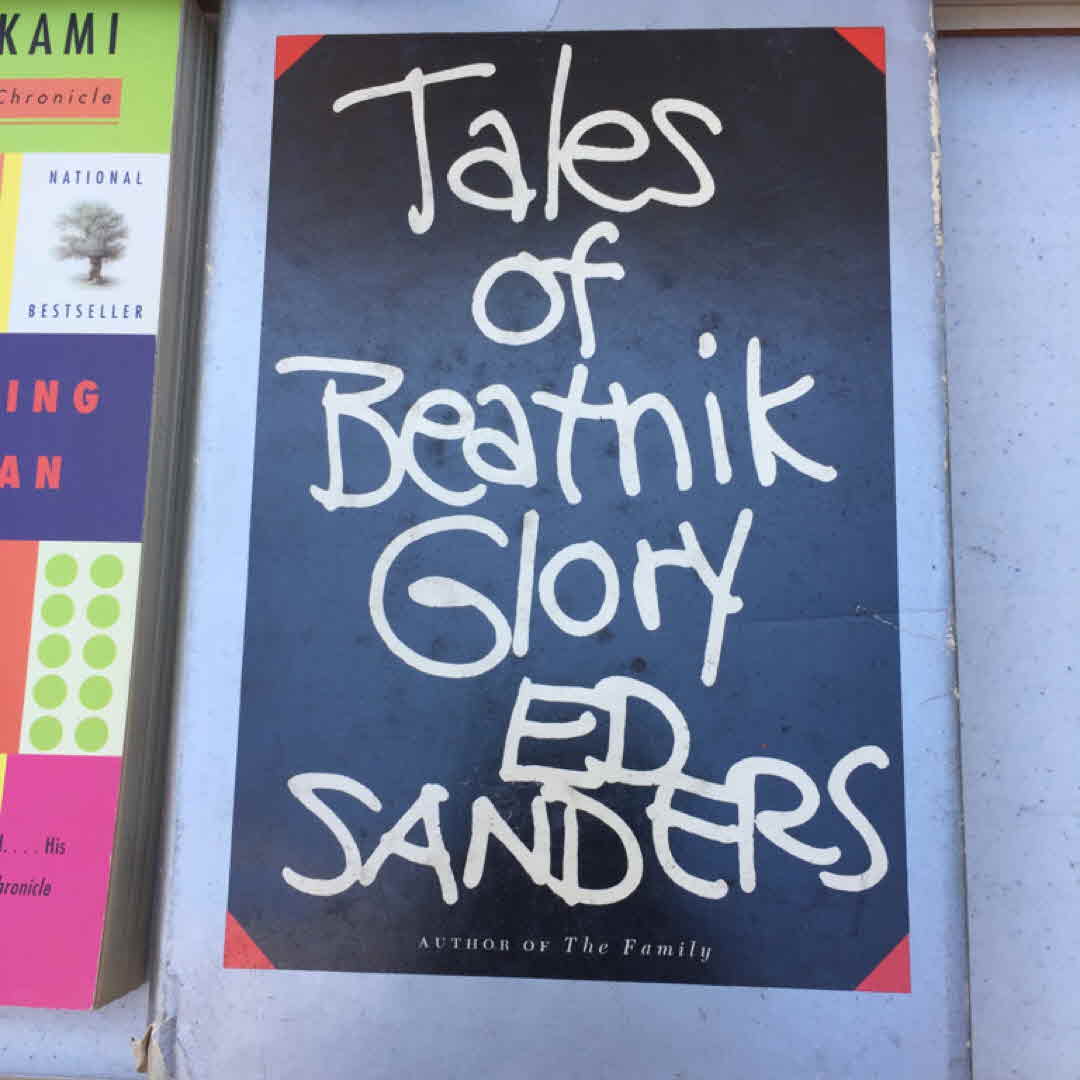 KAMI
Chronicle
NATIONAL
BESTSELLER
ING
AN
His
hronicle
Tales
of
Beatnik
Glory
ED
SANDERS
AUTHOR OF The Family